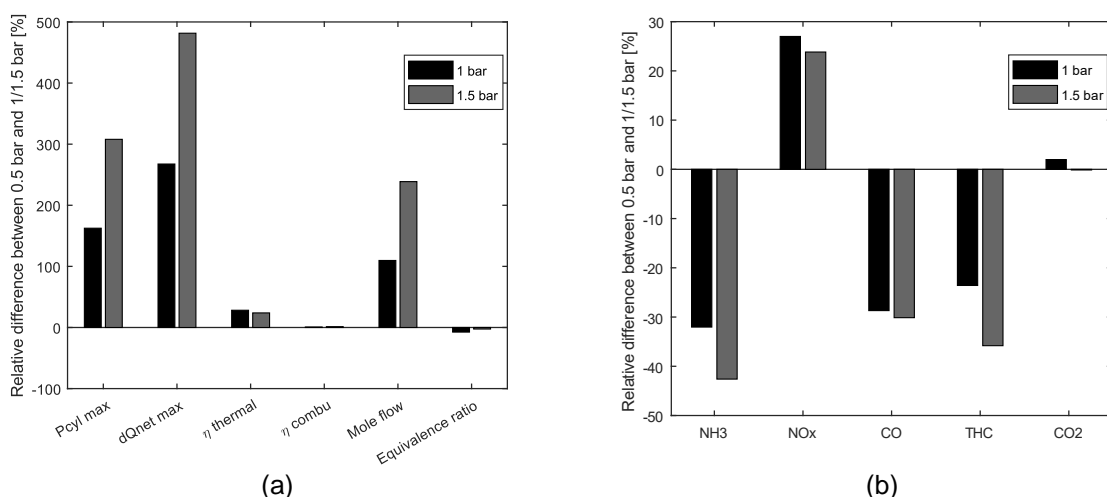 Relative difference between 0.5 bar and 1/1.5 bar [%]
500
400
300
200
100
0
-100
1 bar
1.5 bar
Pcyl max
dQnet max
η thermal
η combu
Mole flow
Equivalence ratio
(a)
Relative difference between 0.5 bar and 1/1.5 bar [%]
30
20
10
0
-10
-20
-30
-40
-50
1 bar
1.5 bar
NH3
NOx
CO
THC
CO2
(b)